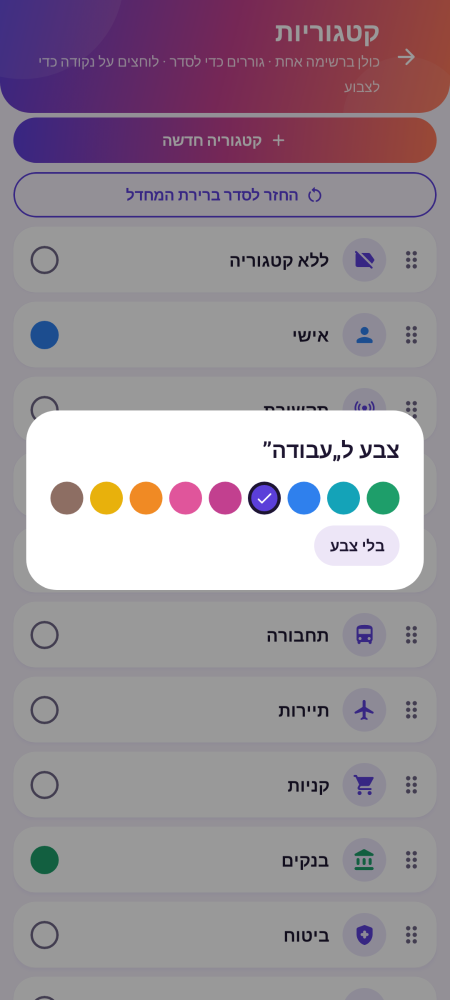 קטגוריות
כולן ברשימה אחת · גוררים כדי לסדר · לוחצים על נקודה כדי
לצבוע
קטגוריה חדשה
החזר לסדר ברירת המחדל
ללא קטגוריה
אישי
צבע ל„עבודה”
בלי צבע
תחבורה
תיירות
קניות
בנקים
ביטוח